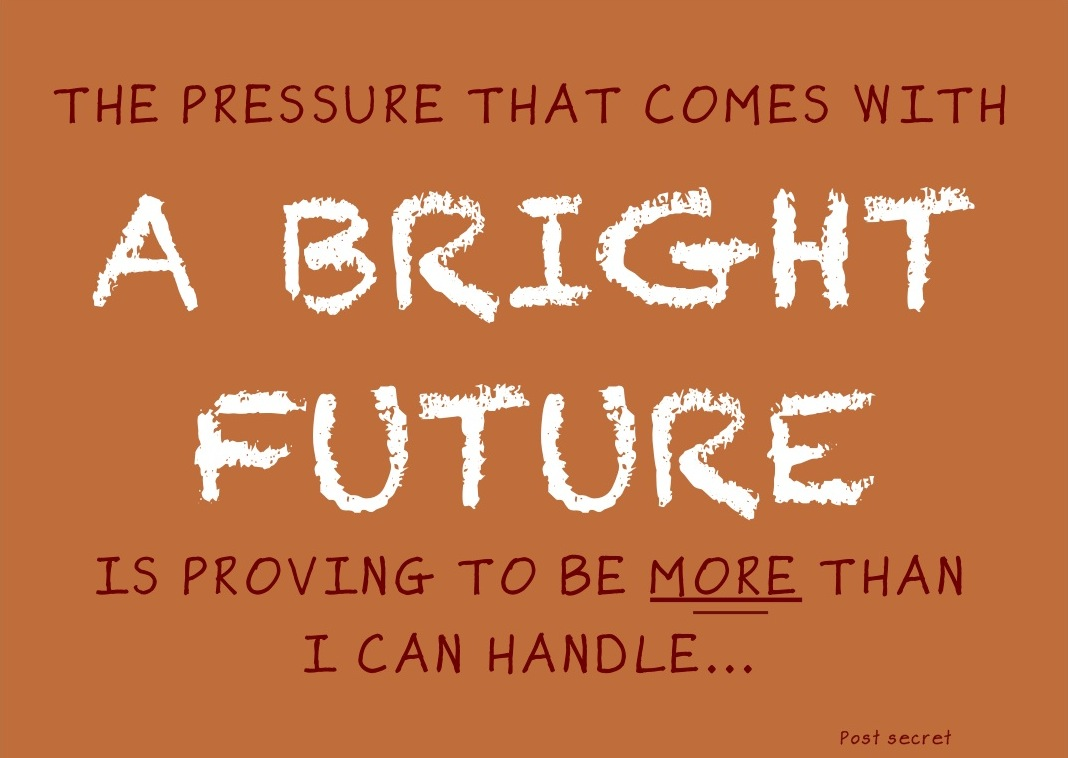 THE PRESSURE THAT COMES WITH
A BRIGHT
FUTURE
IS PROVING TO BE MORE THAN
I CAN HANDLE...
Post secret